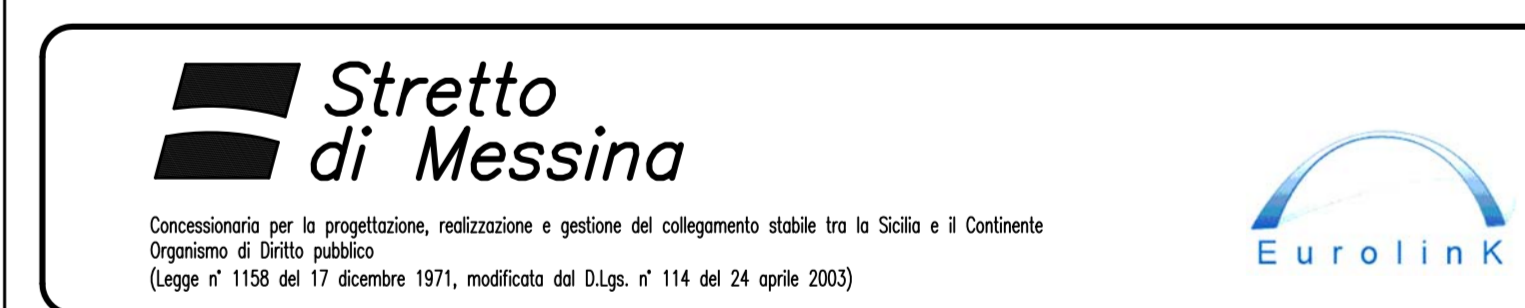 Stretto
di Messina
Concessionaria per la progettazione, realizzazione e gestione del collegamento stabile tra la Sicilia e il Continente
Organismo di Diritto pubblico
(Legge n° 1158 del 17 dicembre 1971, modificata dal D.Lgs. n° 114 del 24 aprile 2003)
EurolinK